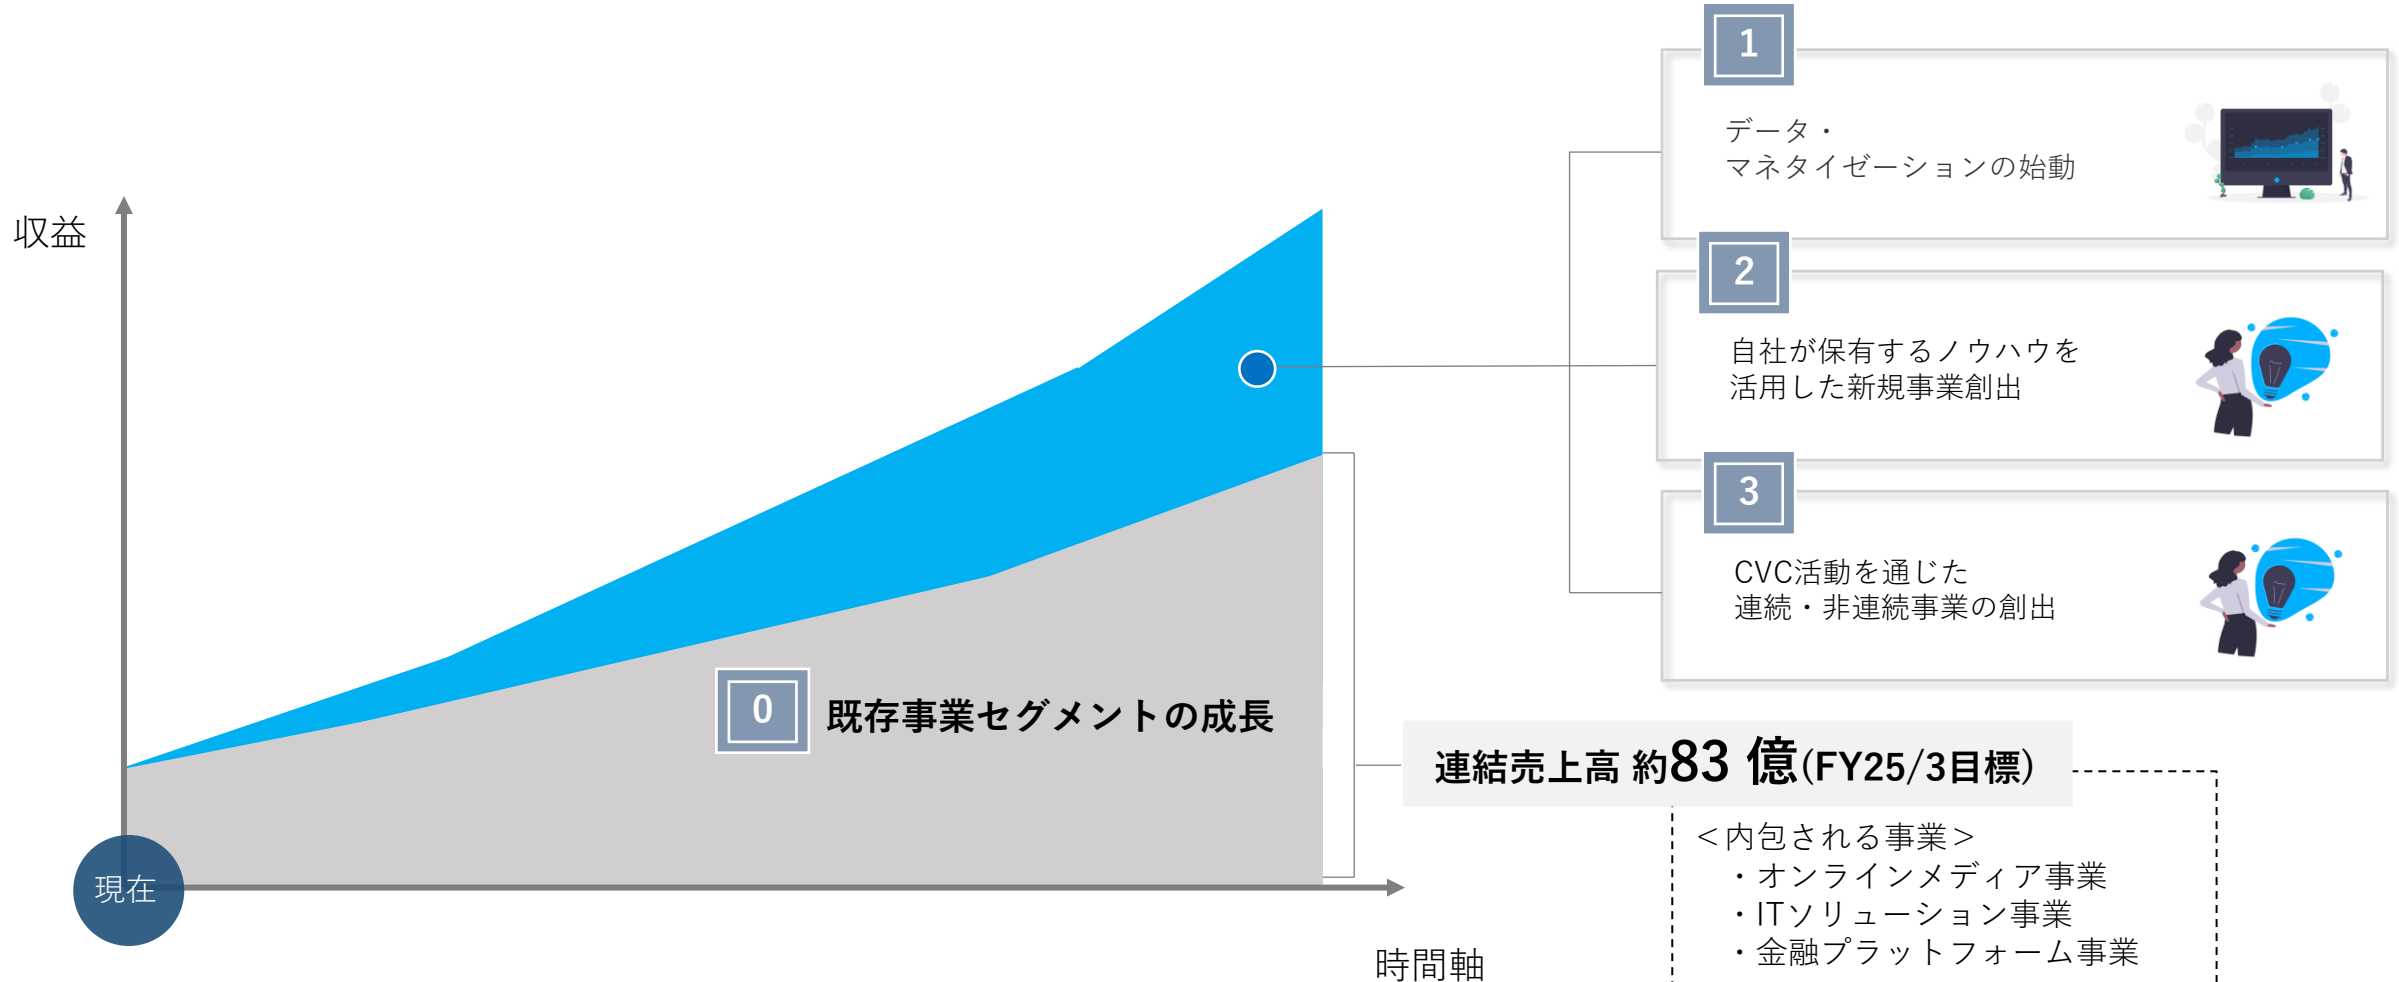 収益
現在
時間軸
0
既存事業セグメントの成長
1
データ・
マネタイゼーションの始動
2
自社が保有するノウハウを
活用した新規事業創出
3
CVC活動を通じた
連続・非連続事業の創出
連結売上高 約83 億(FY25/3目標)
＜内包される事業＞
・オンラインメディア事業
・ITソリューション事業
・金融プラットフォーム事業